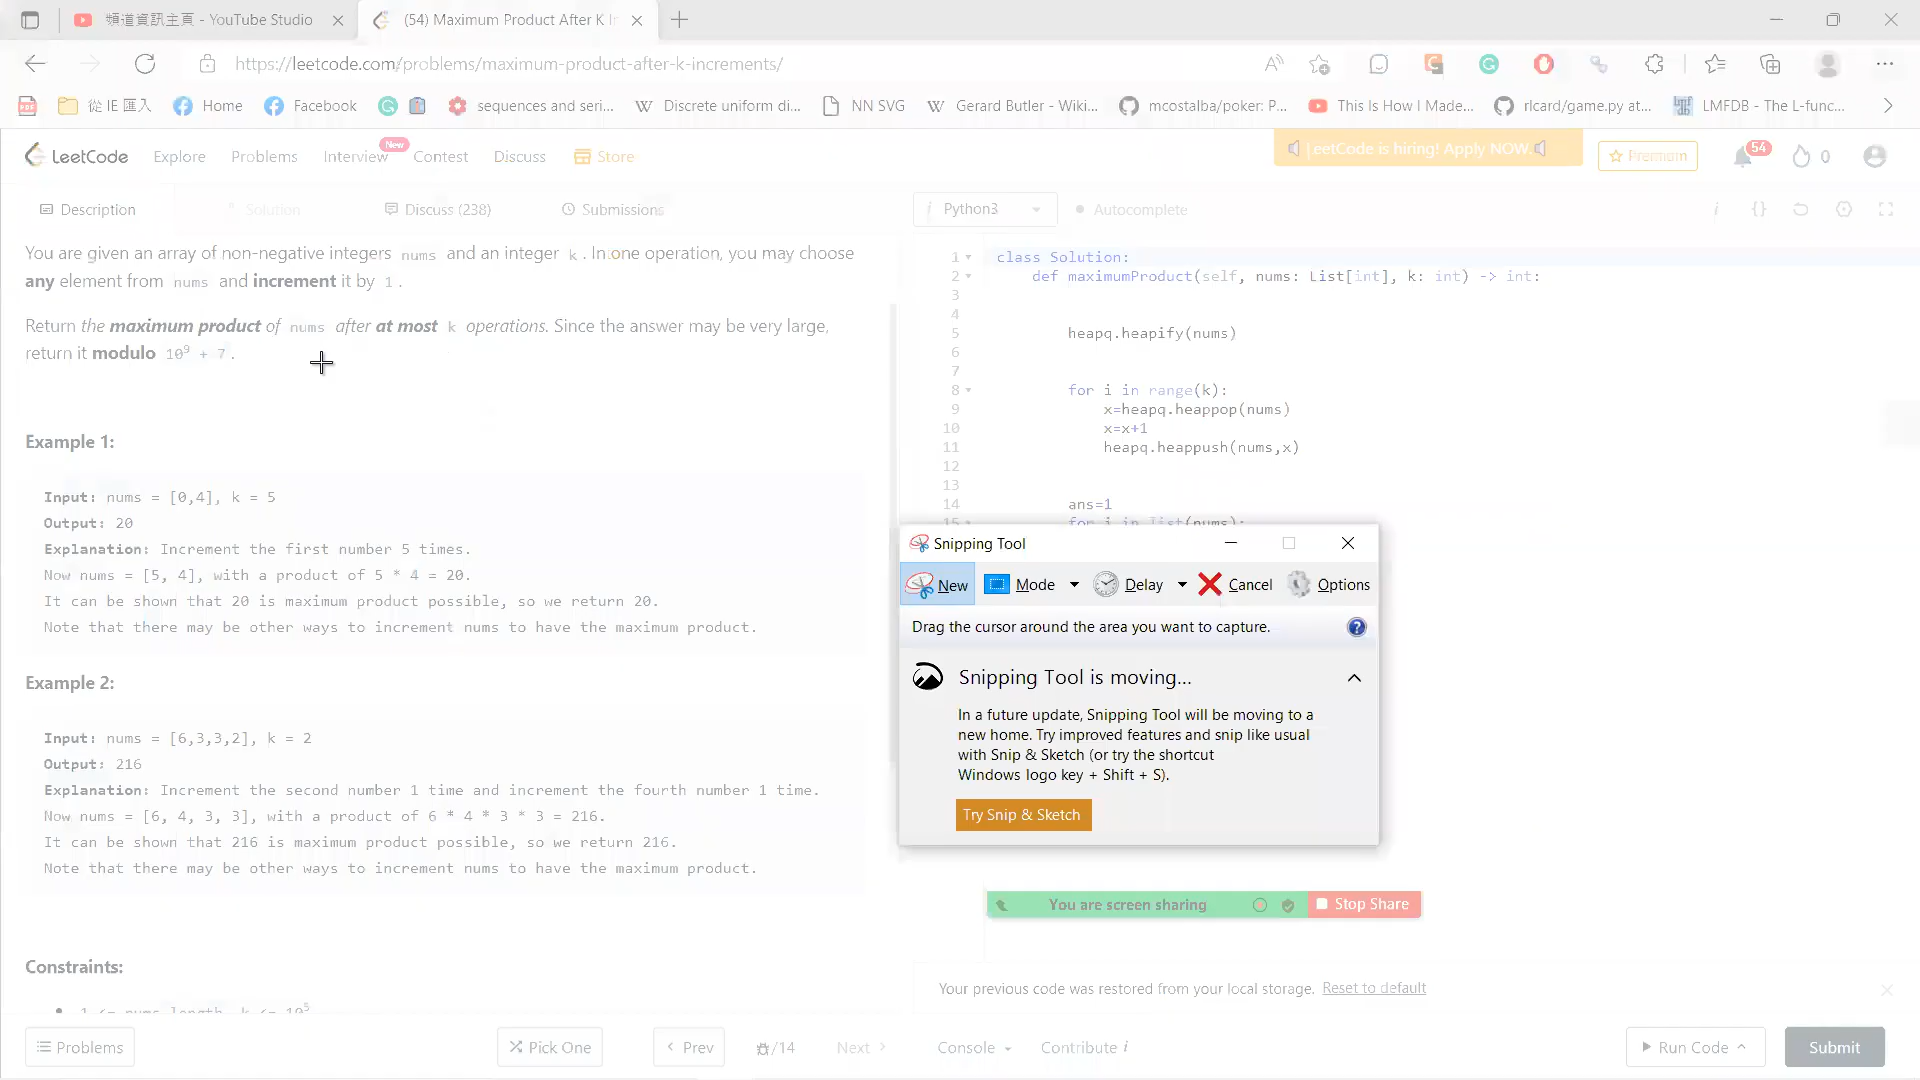 頻道資訊主頁 - YouTube Studio
(54) Maximum Product After K In
https://leetcode.com/problems/maximum-product-after-k-increments/
從 IE 匯入
Home
Facebook
sequences and seri...
Discrete uniform di...
NN SVG
Gerard Butler - Wiki...
mcostalba/poker: P...
This Is How I Made...
rlcard/game.py at...
LMFDB - The L-func...
LeetCode
Explore
Problems
Interview
New
Contest
Discuss
Store
LeetCode is hiring! Apply NOW.
Premium
54
0
Description
Solution
Discuss (238)
Submissions
You are given an array of non-negative integers nums and an integer k. In one operation, you may choose
any element from nums and increment it by 1.
Return the maximum product of nums after at most k operations. Since the answer may be very large,
return it modulo 10^9 + 7.
Example 1:
Input: nums = [0,4], k = 5
Output: 20
Explanation: Increment the first number 5 times.
Now nums = [5, 4], with a product of 5 * 4 = 20.
It can be shown that 20 is maximum product possible, so we return 20.
Note that there may be other ways to increment nums to have the maximum product.
Example 2:
Input: nums = [6,3,3,2], k = 2
Output: 216
Explanation: Increment the second number 1 time and increment the fourth number 1 time.
Now nums = [6, 4, 3, 3], with a product of 6 * 4 * 3 * 3 = 216.
It can be shown that 216 is maximum product possible, so we return 216.
Note that there may be other ways to increment nums to have the maximum product.
Constraints:
1 <= nums.length, k <= 10^5
Python3
Autocomplete
i
{}
1 class Solution:
2 def maximumProduct(self, nums: List[int], k: int) -> int:
3
4
5 heapq.heapify(nums)
6
7
8 for i in range(k):
9 x=heapq.heappop(nums)
10 x=x+1
11 heapq.heappush(nums,x)
12
13
14 ans=1
15 for i in list(nums):
Snipping Tool
New
Mode
Delay
Cancel
Options
Drag the cursor around the area you want to capture.
Snipping Tool is moving...
In a future update, Snipping Tool will be moving to a
new home. Try improved features and snip like usual
with Snip & Sketch (or try the shortcut
Windows logo key + Shift + S).
Try Snip & Sketch
You are screen sharing
Stop Share
Your previous code was restored from your local storage. Reset to default
Problems
Pick One
Prev
/14
Next
Console
Contribute i
Run Code
Submit